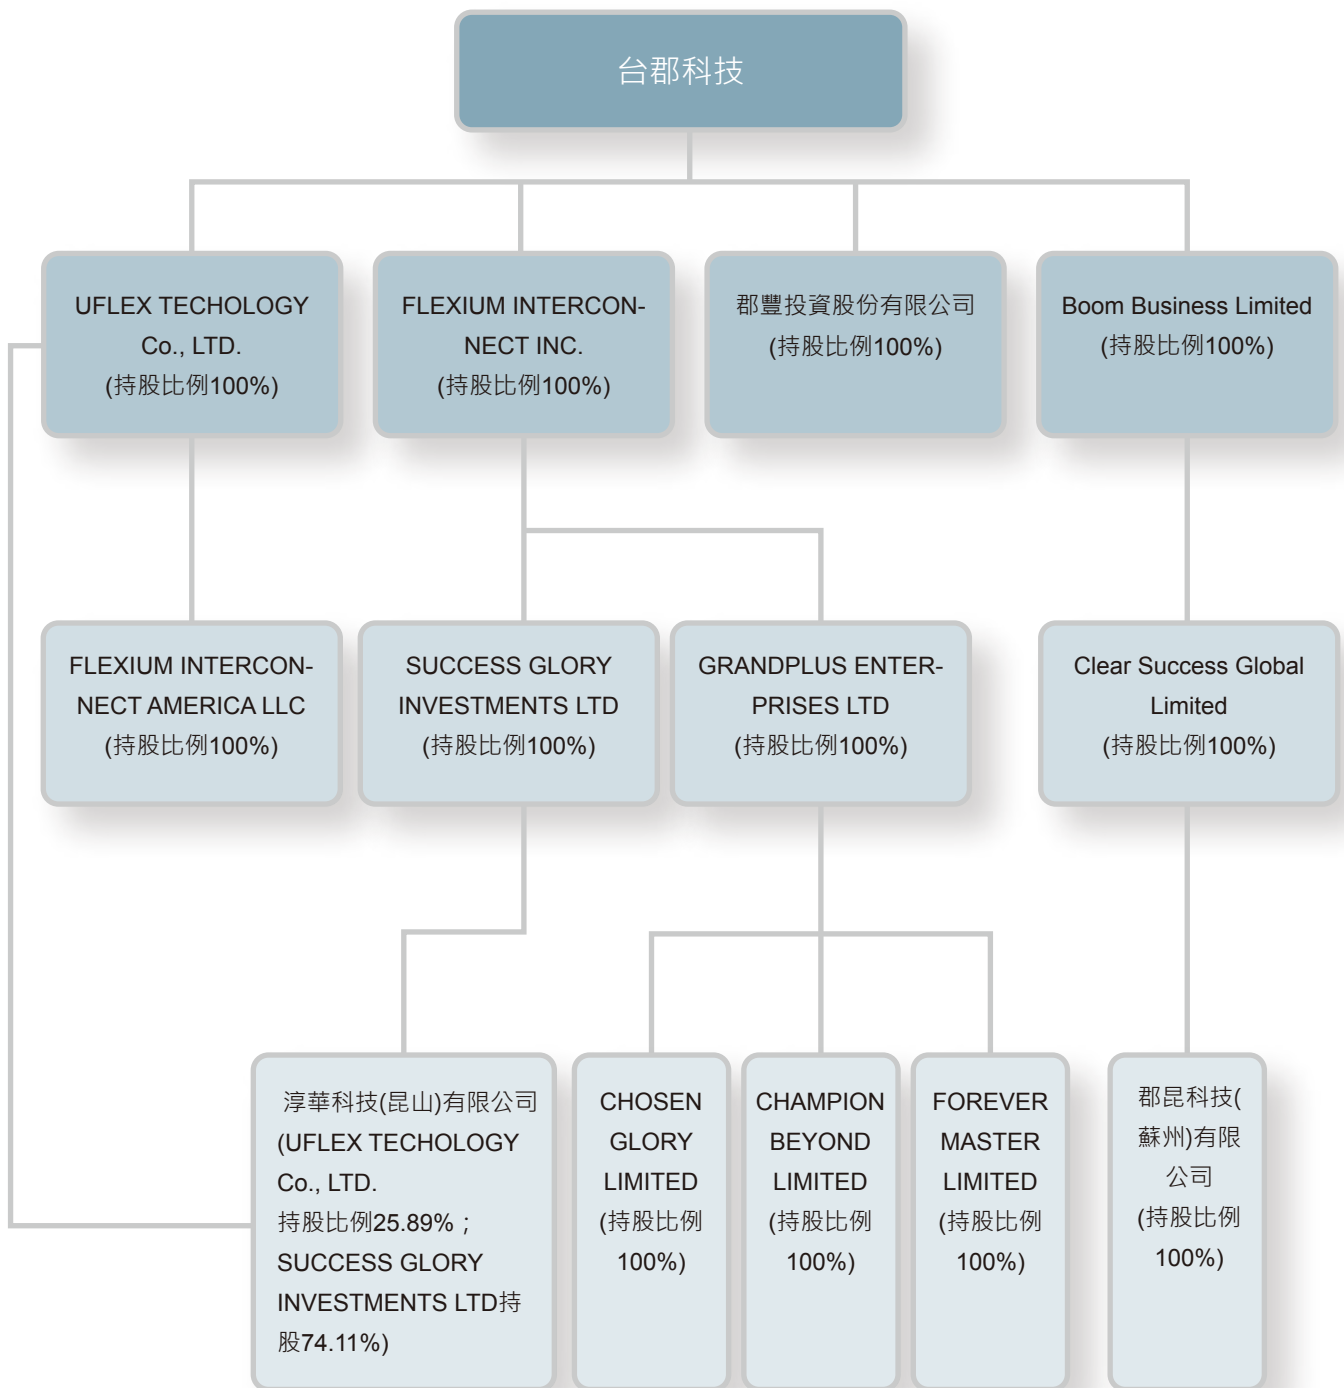 台郡科技
UFLEX TECHOLOGY
Co., LTD.
(持股比例100%)
FLEXIUM INTERCON-
NECT INC.
(持股比例100%)
郡豐投資股份有限公司
(持股比例100%)
Boom Business Limited
(持股比例100%)
FLEXIUM INTERCON-
NECT AMERICA LLC
(持股比例100%)
SUCCESS GLORY
INVESTMENTS LTD
(持股比例100%)
GRANDPLUS ENTER-
PRISES LTD
(持股比例100%)
Clear Success Global
Limited
(持股比例100%)
淳華科技(昆山)有限公司
(UFLEX TECHOLOGY
Co., LTD.
持股比例25.89%；
SUCCESS GLORY
INVESTMENTS LTD持
股74.11%)
CHOSEN
GLORY
LIMITED
(持股比例
100%)
CHAMPION
BEYOND
LIMITED
(持股比例
100%)
FOREVER
MASTER
LIMITED
(持股比例
100%)
郡昆科技(
蘇州)有限
公司
(持股比例
100%)